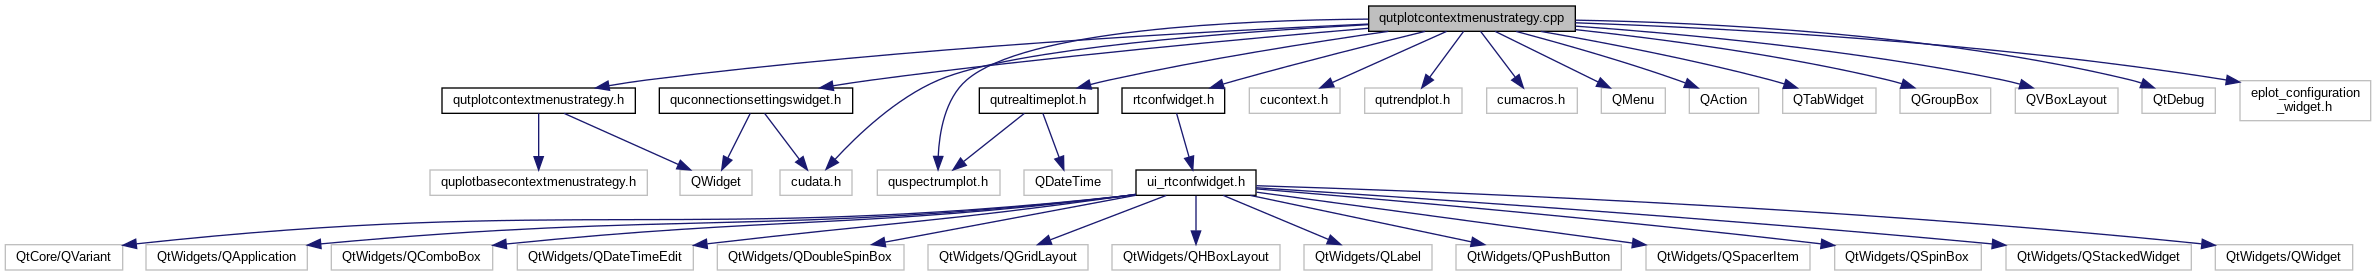 qutplotcontextmenustrategy.cpp
qutplotcontextmenustrategy.h
quconnectionsettingswidget.h
qutrealtimeplot.h
rtconfwidget.h
cucontext.h
qutrendplot.h
cumacros.h
QMenu
QAction
QTabWidget
QGroupBox
QVBoxLayout
QtDebug
eplot_configuration
_widget.h
quplotbasecontextmenustrategy.h
QWidget
cudata.h
quspectrumplot.h
QDateTime
ui_rtconfwidget.h
QtCore/QVariant
QtWidgets/QApplication
QtWidgets/QComboBox
QtWidgets/QDateTimeEdit
QtWidgets/QDoubleSpinBox
QtWidgets/QGridLayout
QtWidgets/QHBoxLayout
QtWidgets/QLabel
QtWidgets/QPushButton
QtWidgets/QSpacerItem
QtWidgets/QSpinBox
QtWidgets/QStackedWidget
QtWidgets/QWidget